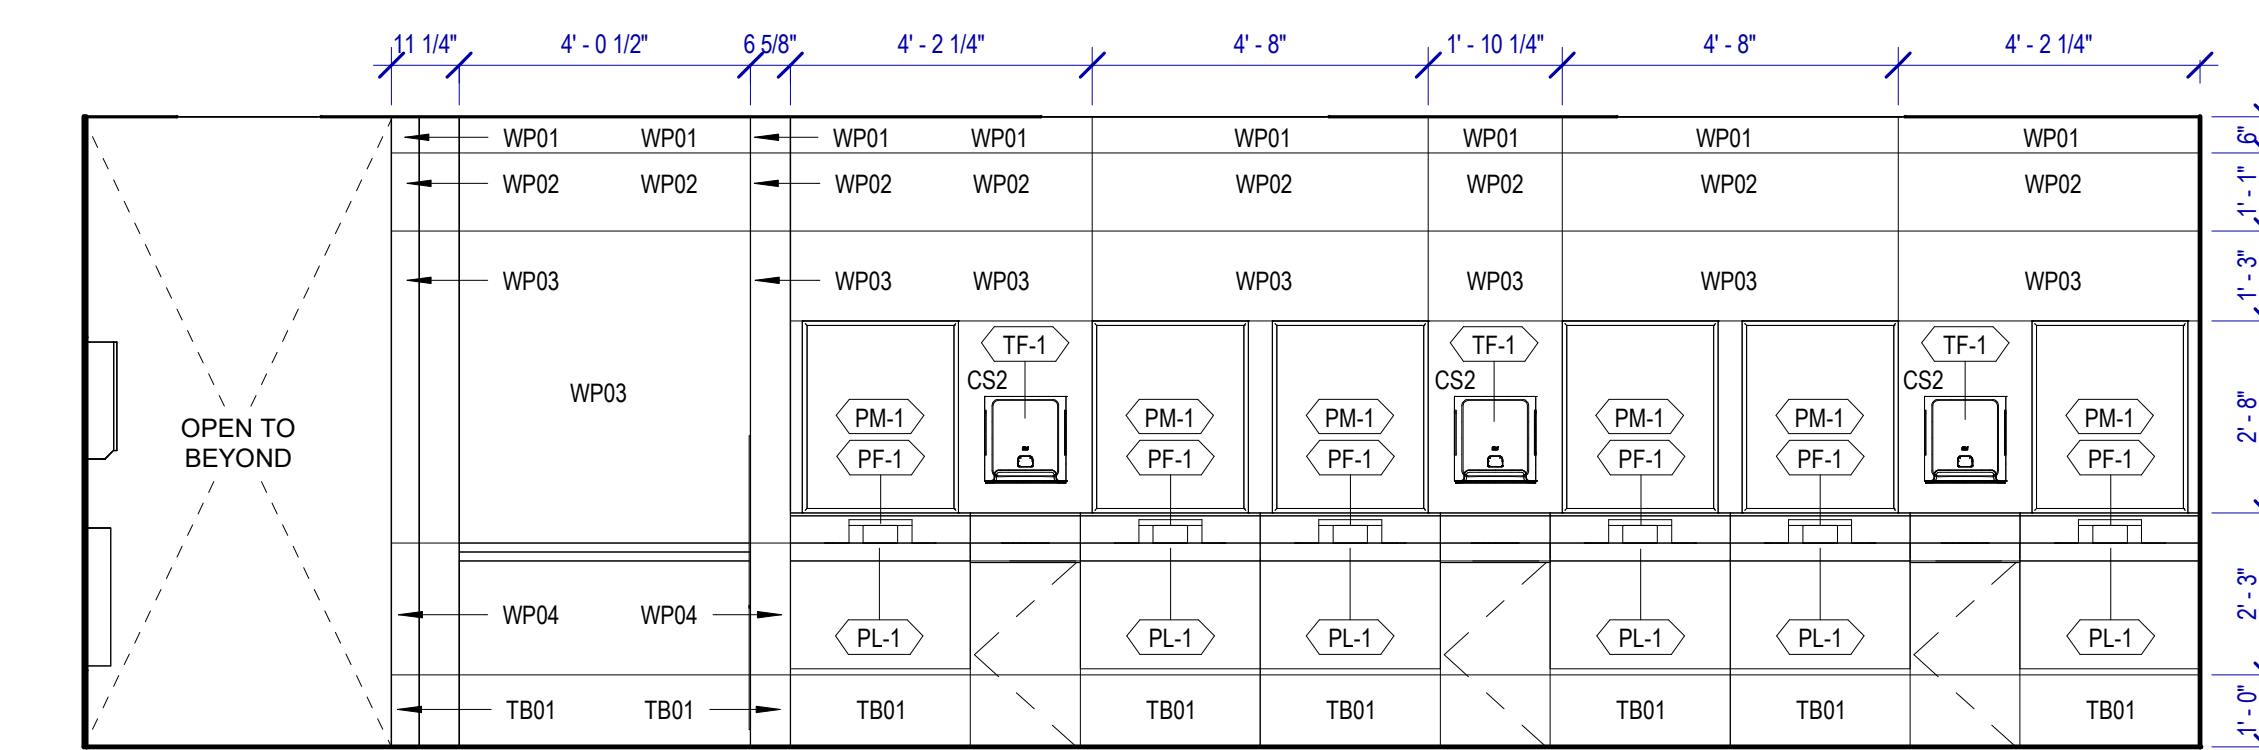 11 1/4" 4' - 0 1/2" 6 5/8" 4' - 2 1/4" 4' - 8" 1' - 10 1/4" 4' - 8" 4' - 2 1/4"
WP01 WP01 WP01 WP01 WP01 WP01 WP01 WP01
6"
WP02 WP02 WP02 WP02 WP02 WP02 WP02 WP02
1' - 1"
WP03 WP03 WP03 WP03 WP03 WP03 WP03
1' - 3"
TF-1 TF-1 TF-1
CS2 CS2 CS2
WP03
PM-1 PM-1 PM-1 PM-1 PM-1 PM-1
2' - 8"
OPEN TO
BEYOND
PF-1 PF-1 PF-1 PF-1 PF-1 PF-1
2' - 3"
WP04 WP04
PL-1 PL-1 PL-1 PL-1 PL-1 PL-1
TB01 TB01 TB01 TB01 TB01 TB01 TB01 TB01
1' - 0"